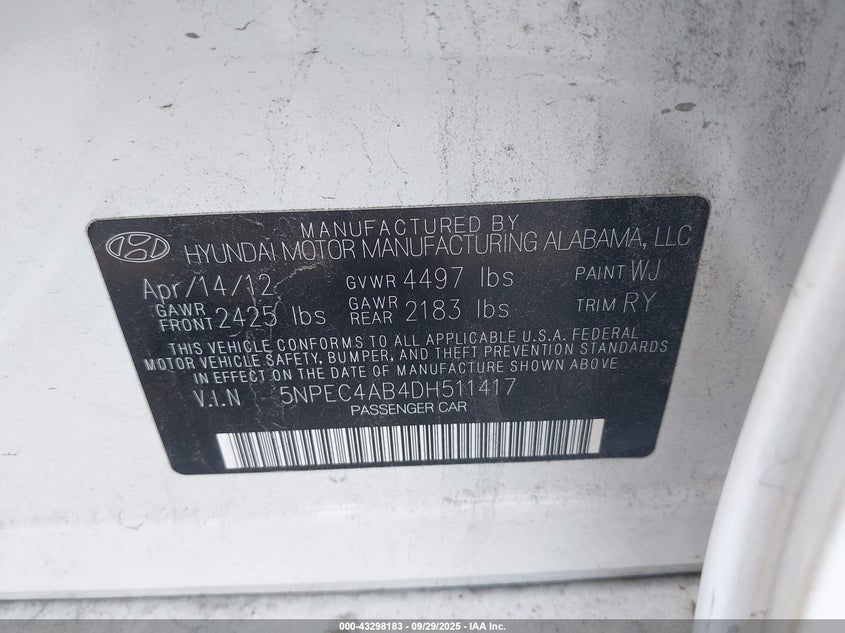 MANUFACTURED BY
HYUNDAI MOTOR MANUFACTURING ALABAMA, LLC
Apr/14/12 GVWR 4497 lbs PAINT WJ
GAWR FRONT 2425 lbs GAWR REAR 2183 lbs TRIM RY
THIS VEHICLE CONFORMS TO ALL APPLICABLE U.S.A. FEDERAL
MOTOR VEHICLE SAFETY, BUMPER, AND THEFT PREVENTION STANDARDS
IN EFFECT ON THE DATE OF MANUFACTURE SHOWN ABOVE
V.I.N 5NPEC4AB4DH511417
PASSENGER CAR
000-43298183 - 09/29/2025 - IAA Inc.